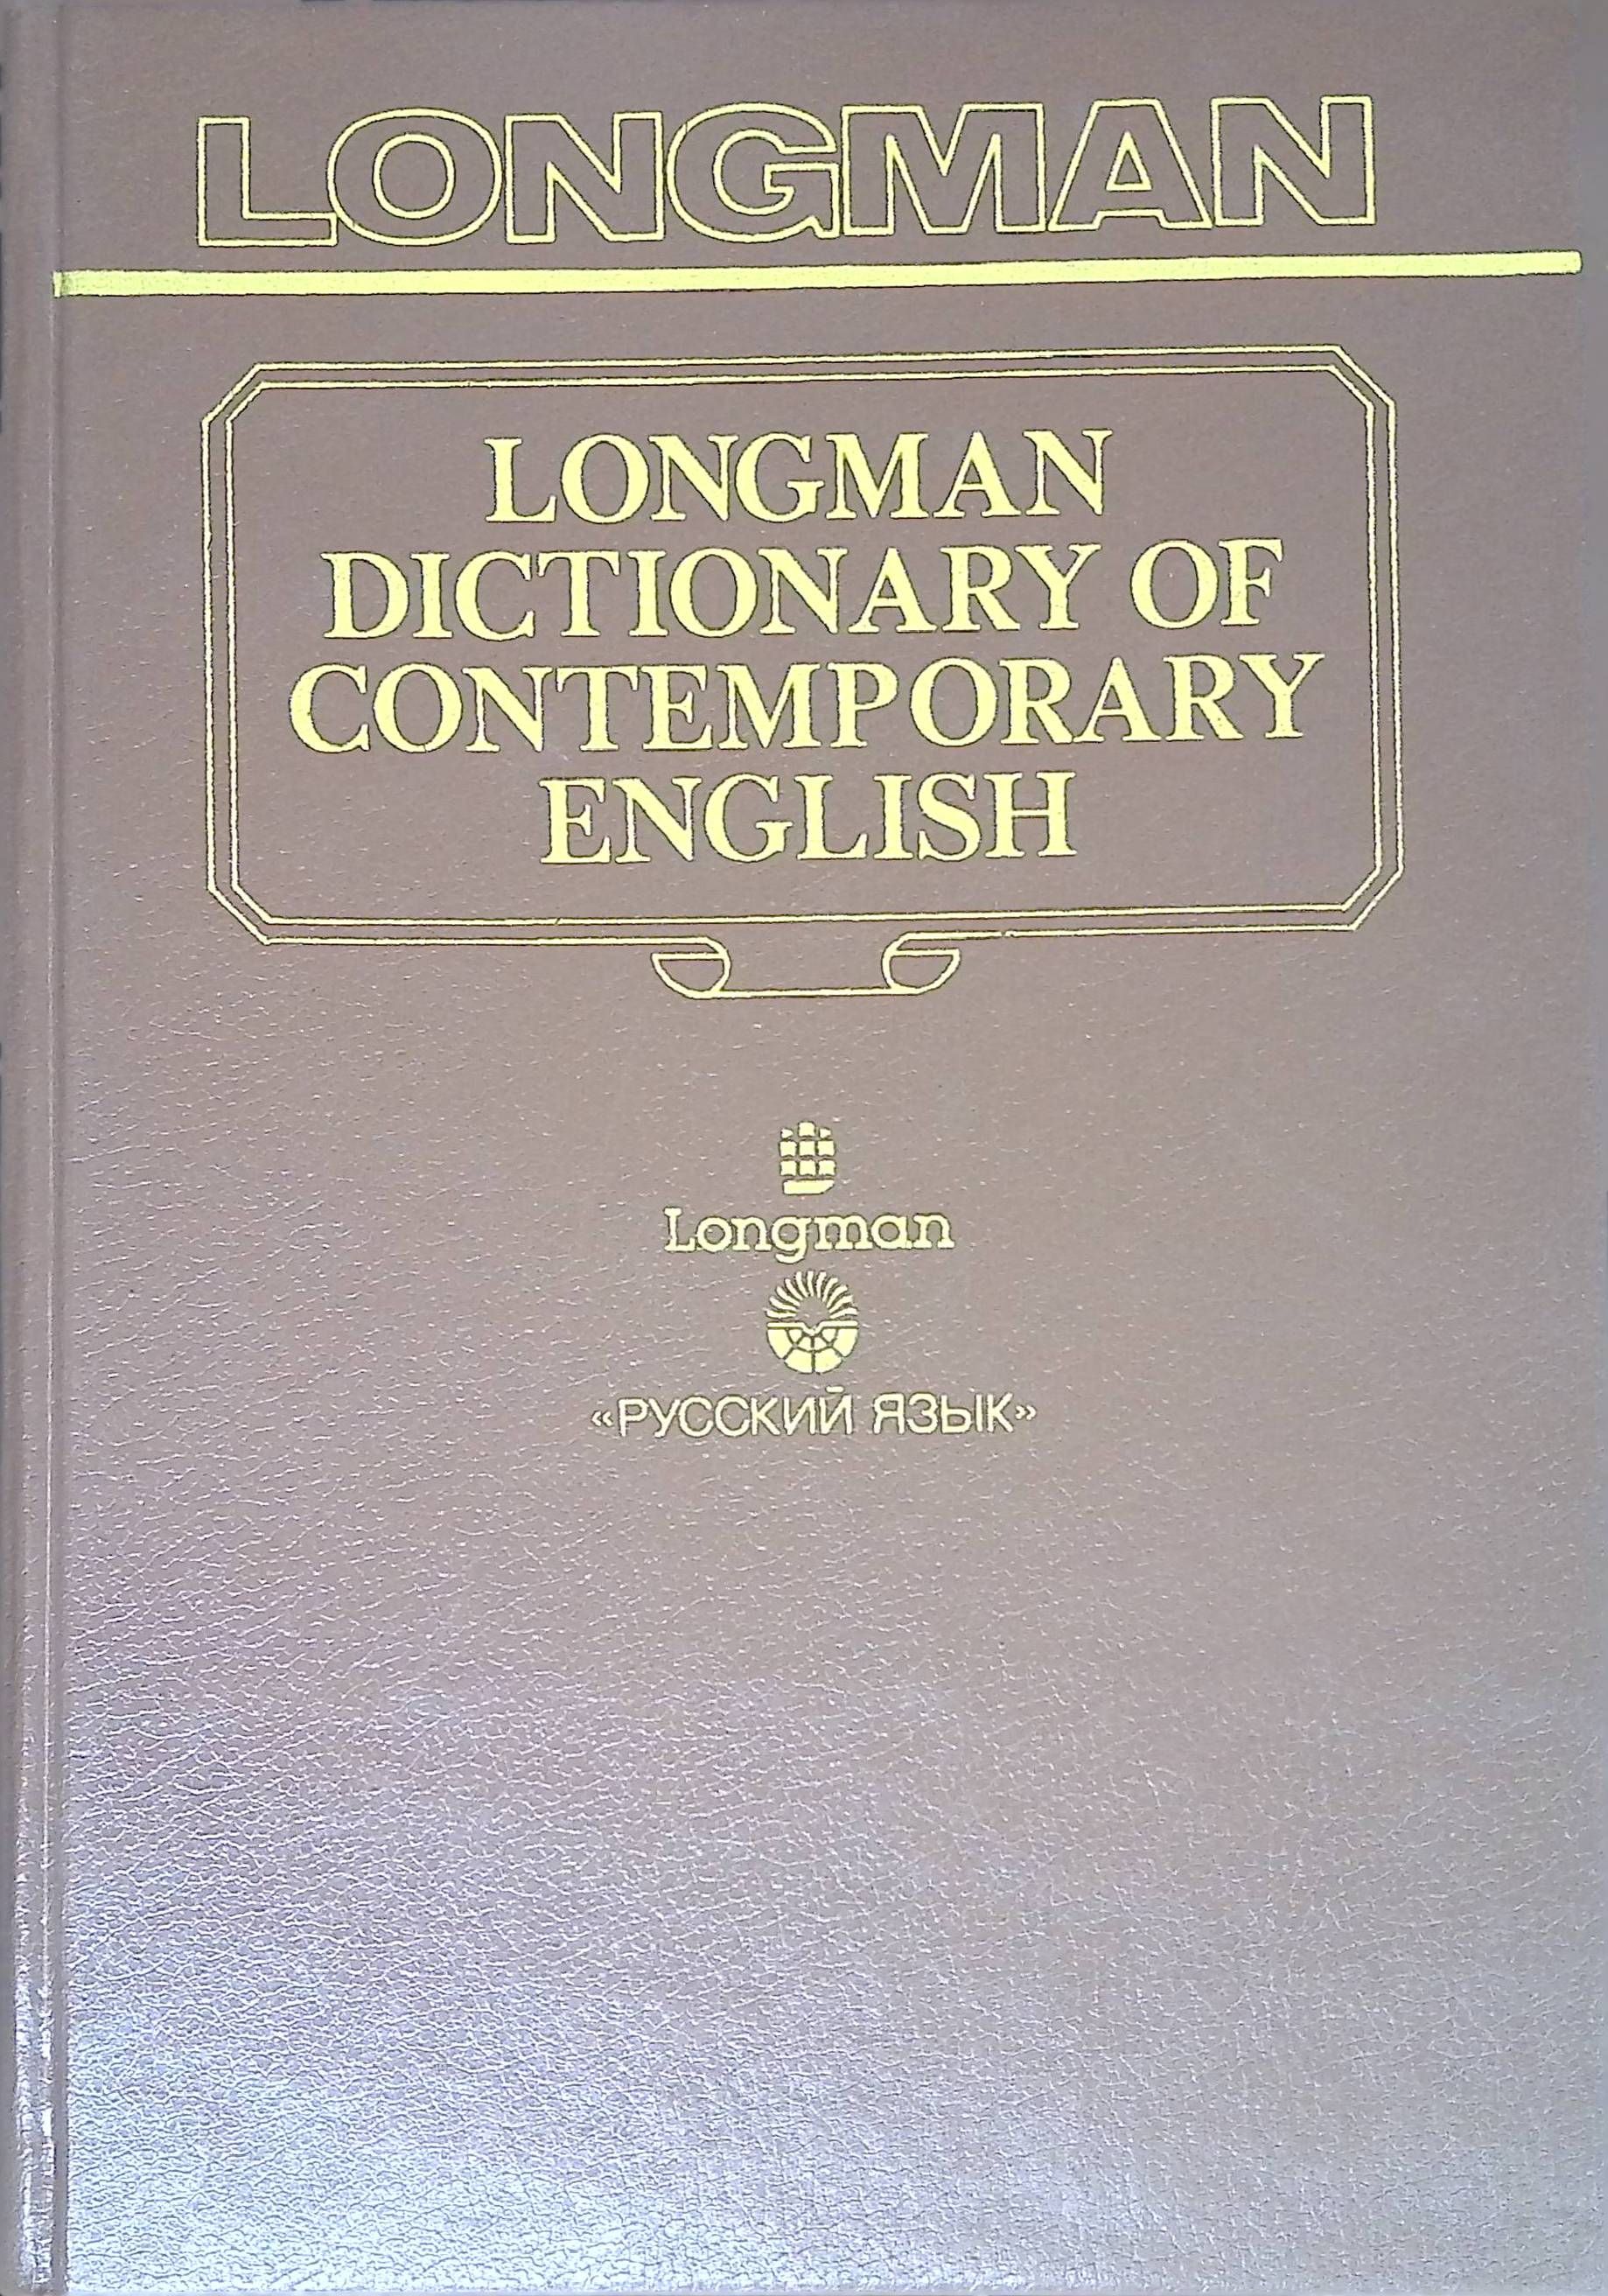 LONGMAN
LONGMAN
DICTIONARY OF
CONTEMPORARY
ENGLISH
Longman
«РУССКИЙ ЯЗЫК»